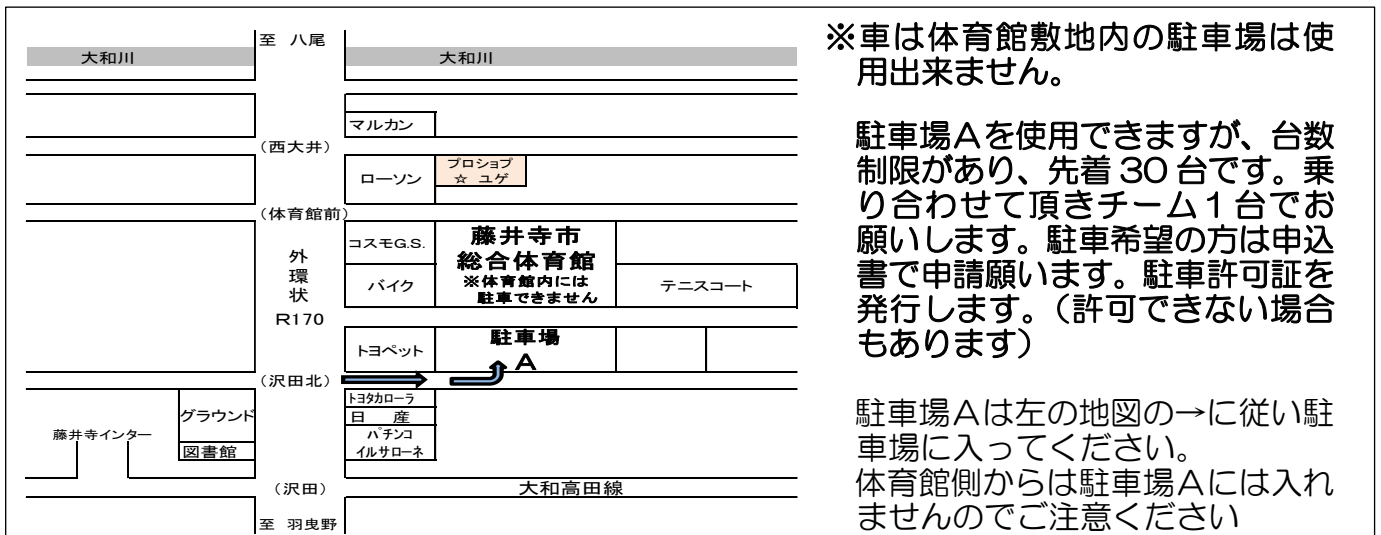 至 八尾
大和川
大和川
マルカン
(西大井)
ローソン
プロショプ
☆ ユゲ
(体育館前)
外
環
状
R170
コスモG.S.
バイク
藤井寺市
総合体育館
※体育館内には
駐車できません
テニスコート
トヨペット
駐車場
A
(沢田北)
グラウンド
図書館
藤井寺インター
トヨタカローラ
日 産
パチンコ
イルサローネ
(沢田)
大和高田線
至 羽曳野
※車は体育館敷地内の駐車場は使
用出来ません。
駐車場Aを使用できますが、台数
制限があり、先着30台です。乗
り合わせて頂きチーム1台でお
願いします。駐車希望の方は申込
書で申請願います。駐車許可証を
発行します。(許可できない場合
もあります)
駐車場Aは左の地図の→に従い駐
車場に入ってください。
体育館側からは駐車場Aには入れ
ませんのでご注意ください